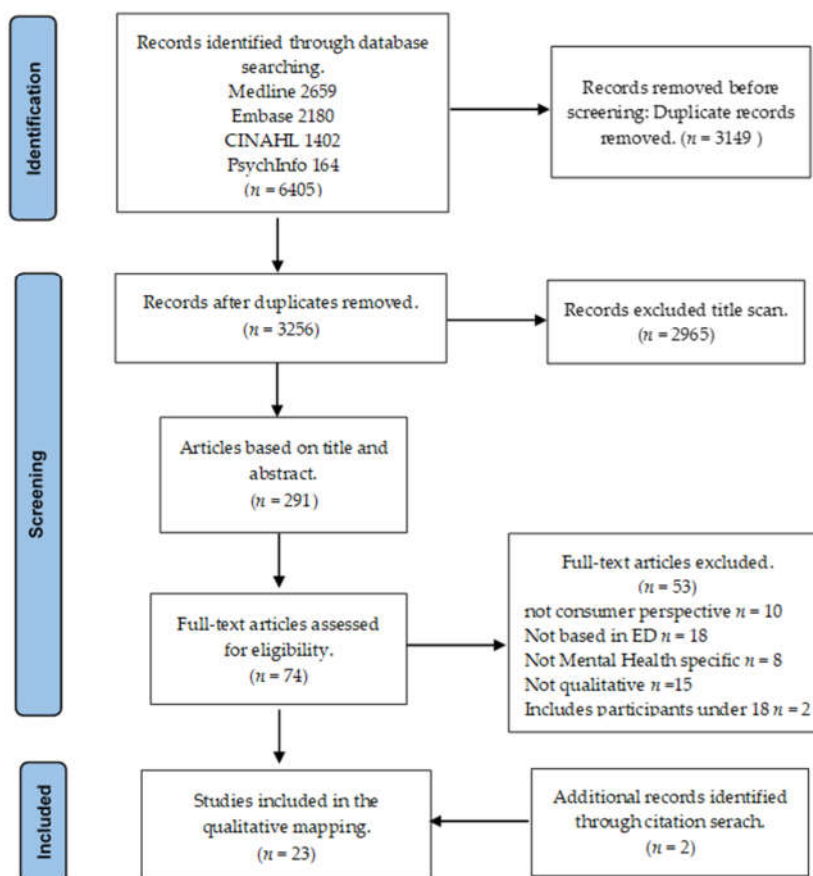 Identification
Records identified through database
searching.
Medline 2659
Embase 2180
CINAHL 1402
PsychInfo 164
(n = 6405)
Records removed before
screening: Duplicate records
removed. (n = 3149 )
Screening
Records after duplicates removed.
(n = 3256)
Records excluded title scan.
(n = 2965)
Articles based on title and
abstract.
(n = 291)
Full-text articles assessed
for eligibility.
(n = 74)
Full-text articles excluded.
(n = 53)
not consumer perspective n = 10
Not based in ED n = 18
Not Mental Health specific n = 8
Not qualitative n =15
Includes participants under 18 n = 2
Included
Studies included in the
qualitative mapping.
(n = 23)
Additional records identified
through citation serach.
(n = 2)